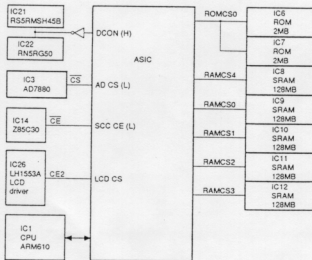 IC21
RS5RMSH45B
IC22
RN5RG50
IC3
AD7880
IC14
Z85C30
IC26
LH1553A
LCD
driver
IC1
CPU
ARM610
CS
CE
CE2
DCON (H)
ASIC
AD CS (L)
SCC CE (L)
LCD CS
ROMCS0
RAMCS4
RAMCS0
RAMCS1
RAMCS2
RAMCS3
IC6
ROM
2MB
IC7
ROM
2MB
IC8
SRAM
128MB
IC9
SRAM
128MB
IC10
SRAM
128MB
IC11
SRAM
128MB
IC12
SRAM
128MB